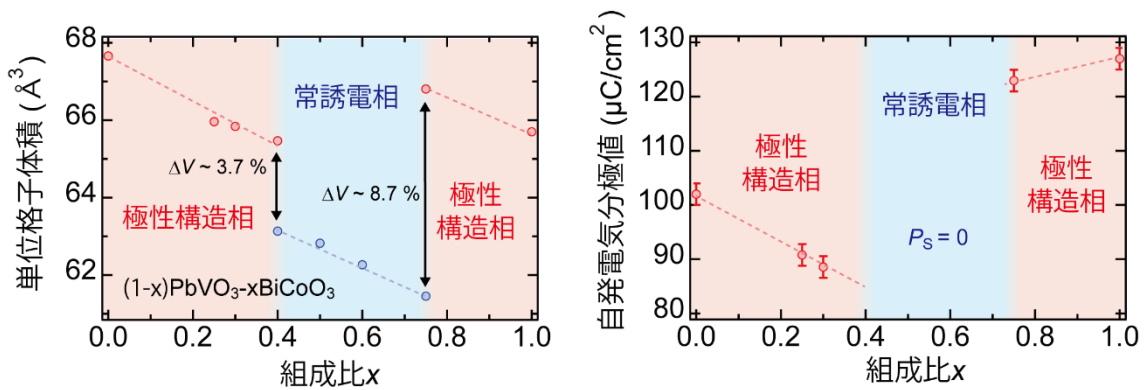 単位格子体積 (Å³)
68
66
64
62
常誘電相
ΔV ~ 3.7 %
ΔV ~ 8.7 %
極性構造相
極性
構造相
(1-x)PbVO₃-xBiCoO₃
0.0 0.2 0.4 0.6 0.8 1.0
組成比x
自発電気分極値 (μC/cm²)
130
120
110
100
90
80
常誘電相
極性
構造相
極性
構造相
Pₛ = 0
0.0 0.2 0.4 0.6 0.8 1.0
組成比x